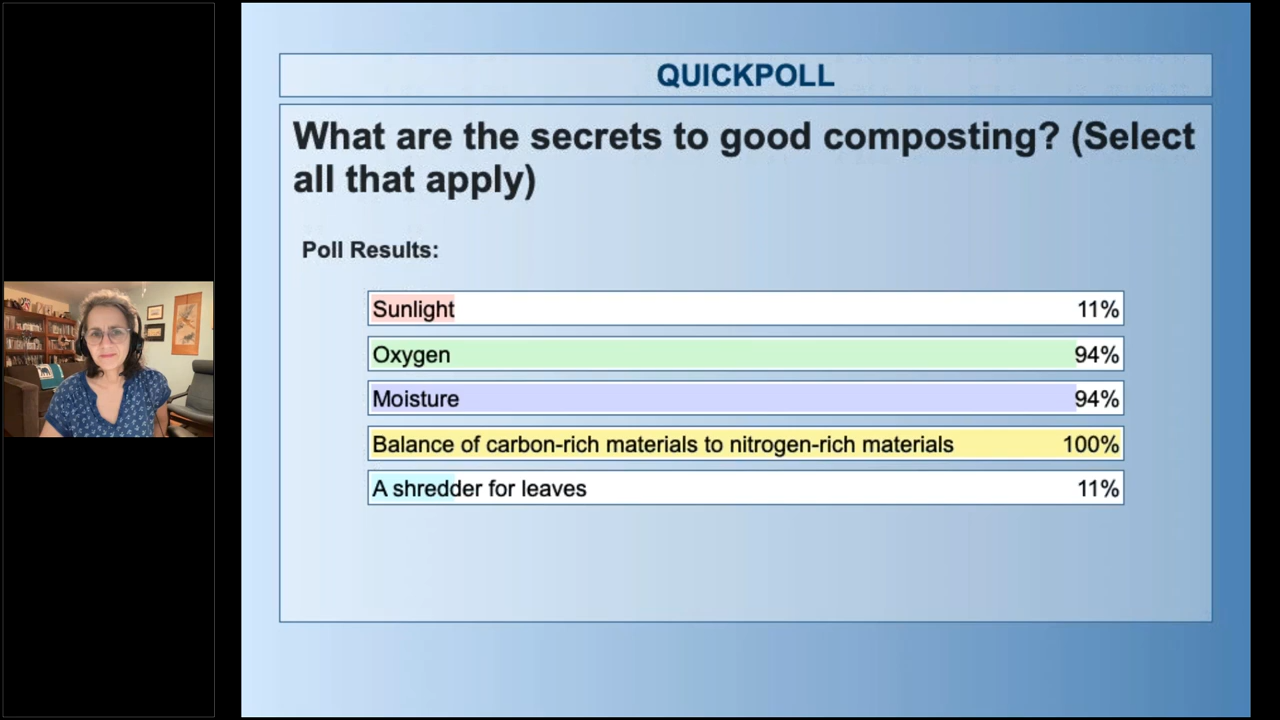 QUICKPOLL
What are the secrets to good composting? (Select
all that apply)
Poll Results:
Sunlight 11%
Oxygen 94%
Moisture 94%
Balance of carbon-rich materials to nitrogen-rich materials 100%
A shredder for leaves 11%